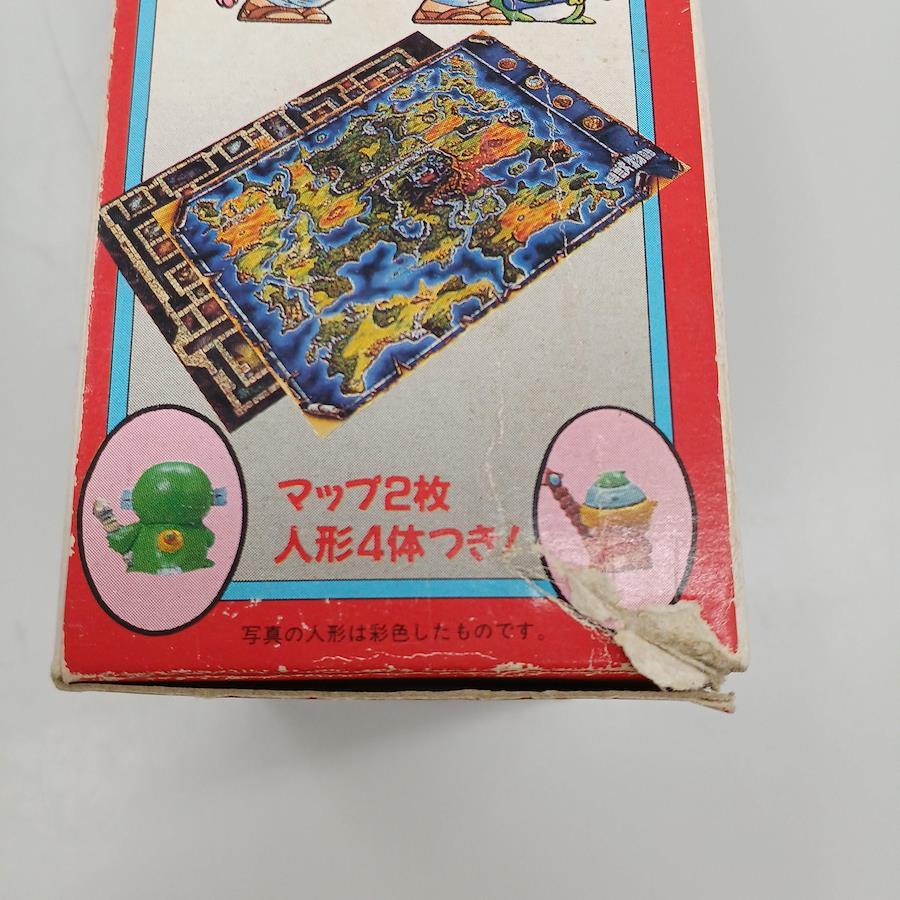 マップ2枚
人形4体つき!
写真の人形は彩色したものです。